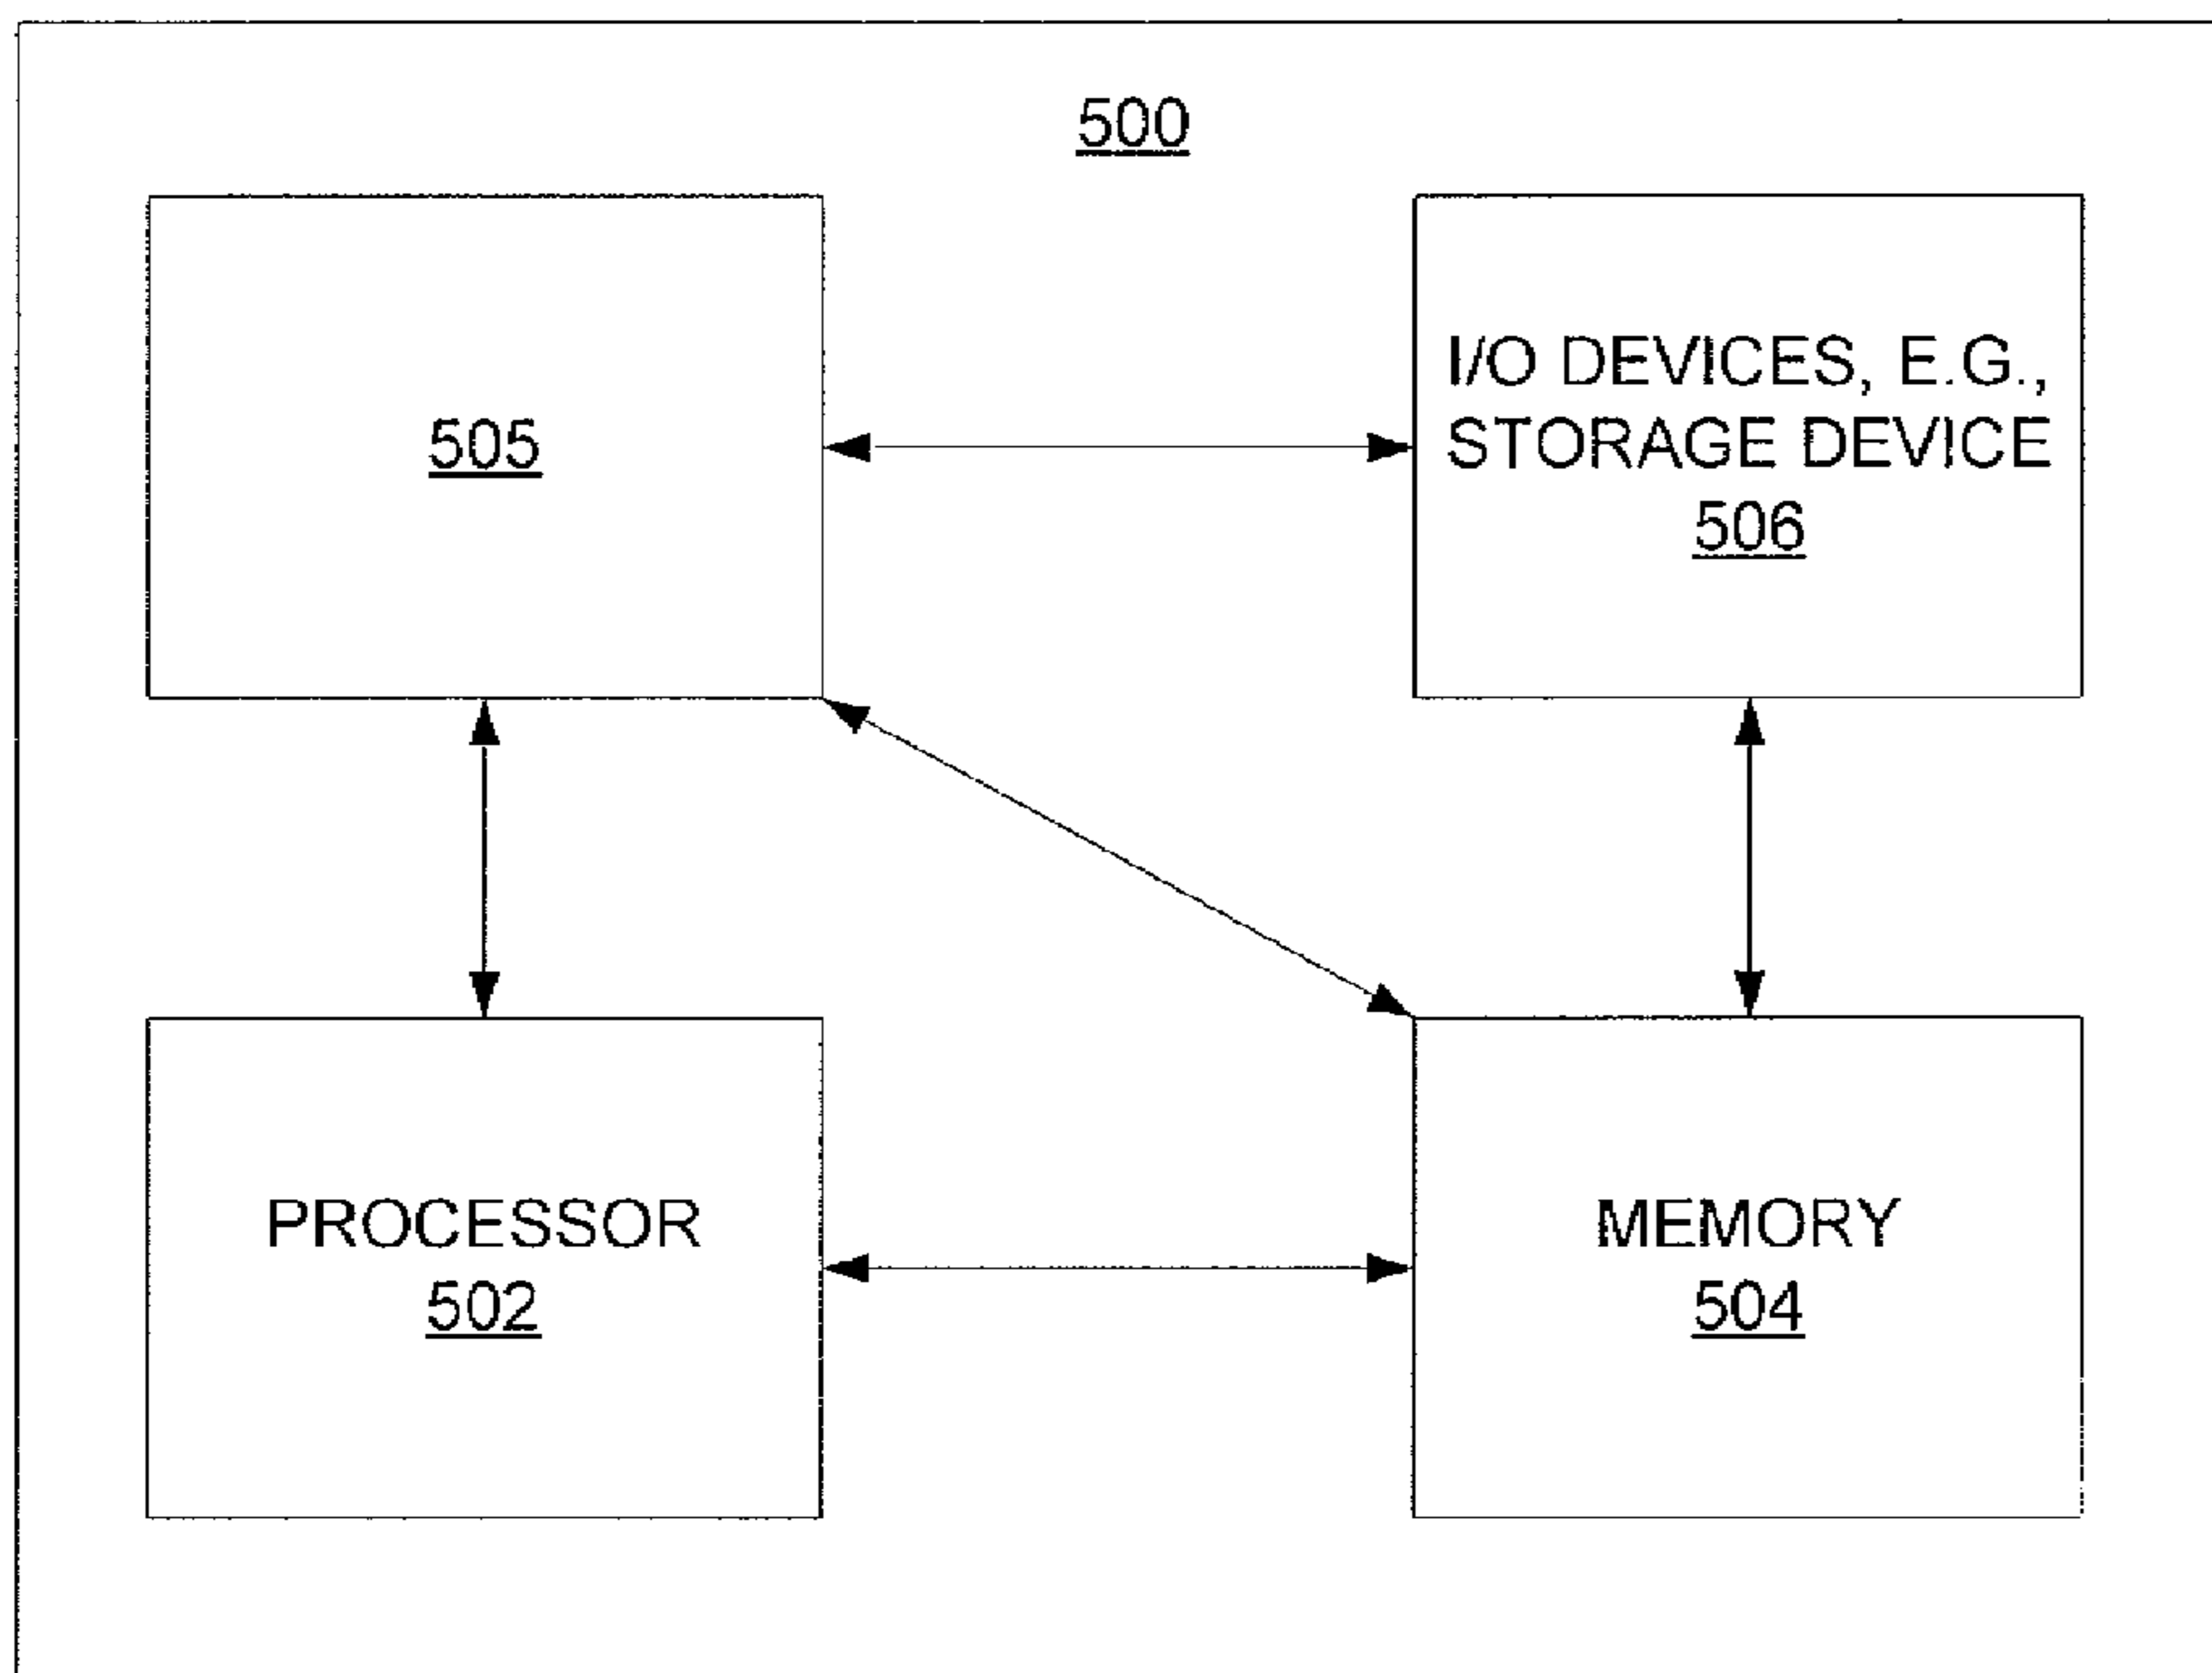 500
505
I/O DEVICES, E.G.,
STORAGE DEVICE
506
PROCESSOR
502
MEMORY
504